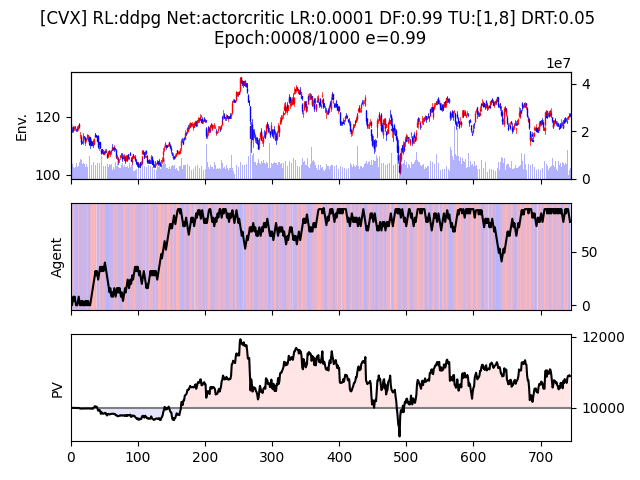 [CVX] RL:ddpg Net:actorcritic LR:0.0001 DF:0.99 TU:[1,8] DRT:0.05
Epoch:0008/1000 e=0.99
1e7
Env.
120
100
4
2
0
Agent
50
0
PV
12000
10000
0 100 200 300 400 500 600 700